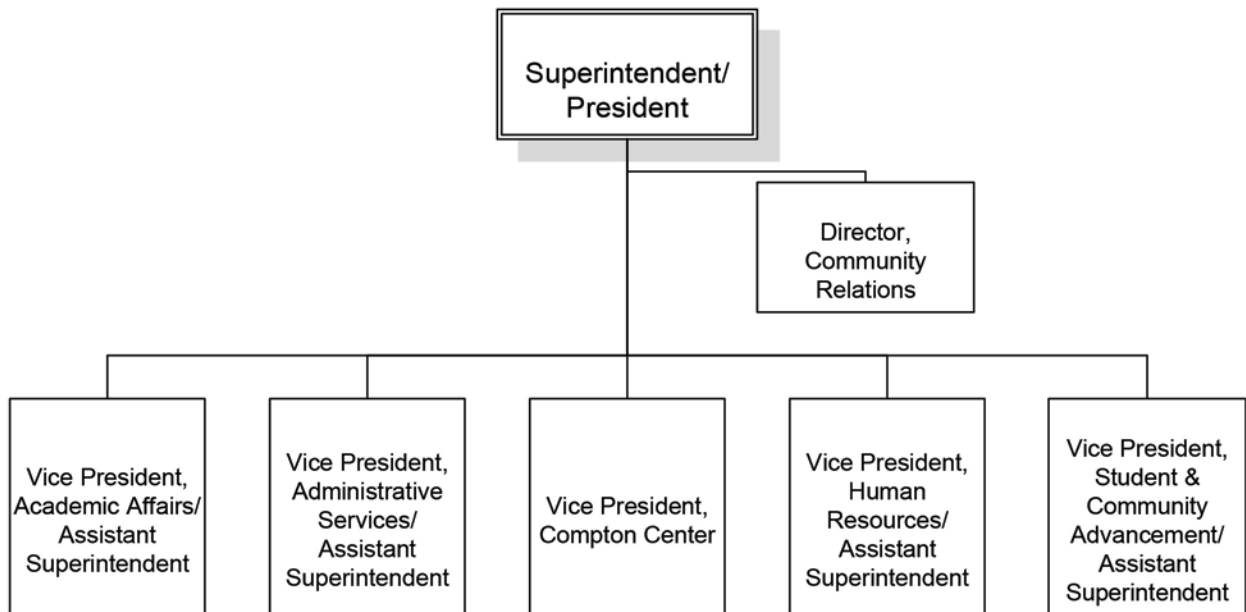 Superintendent/
President
Director,
Community
Relations
Vice President,
Academic Affairs/
Assistant
Superintendent
Vice President,
Administrative
Services/
Assistant
Superintendent
Vice President,
Compton Center
Vice President,
Human
Resources/
Assistant
Superintendent
Vice President,
Student &
Community
Advancement/
Assistant
Superintendent